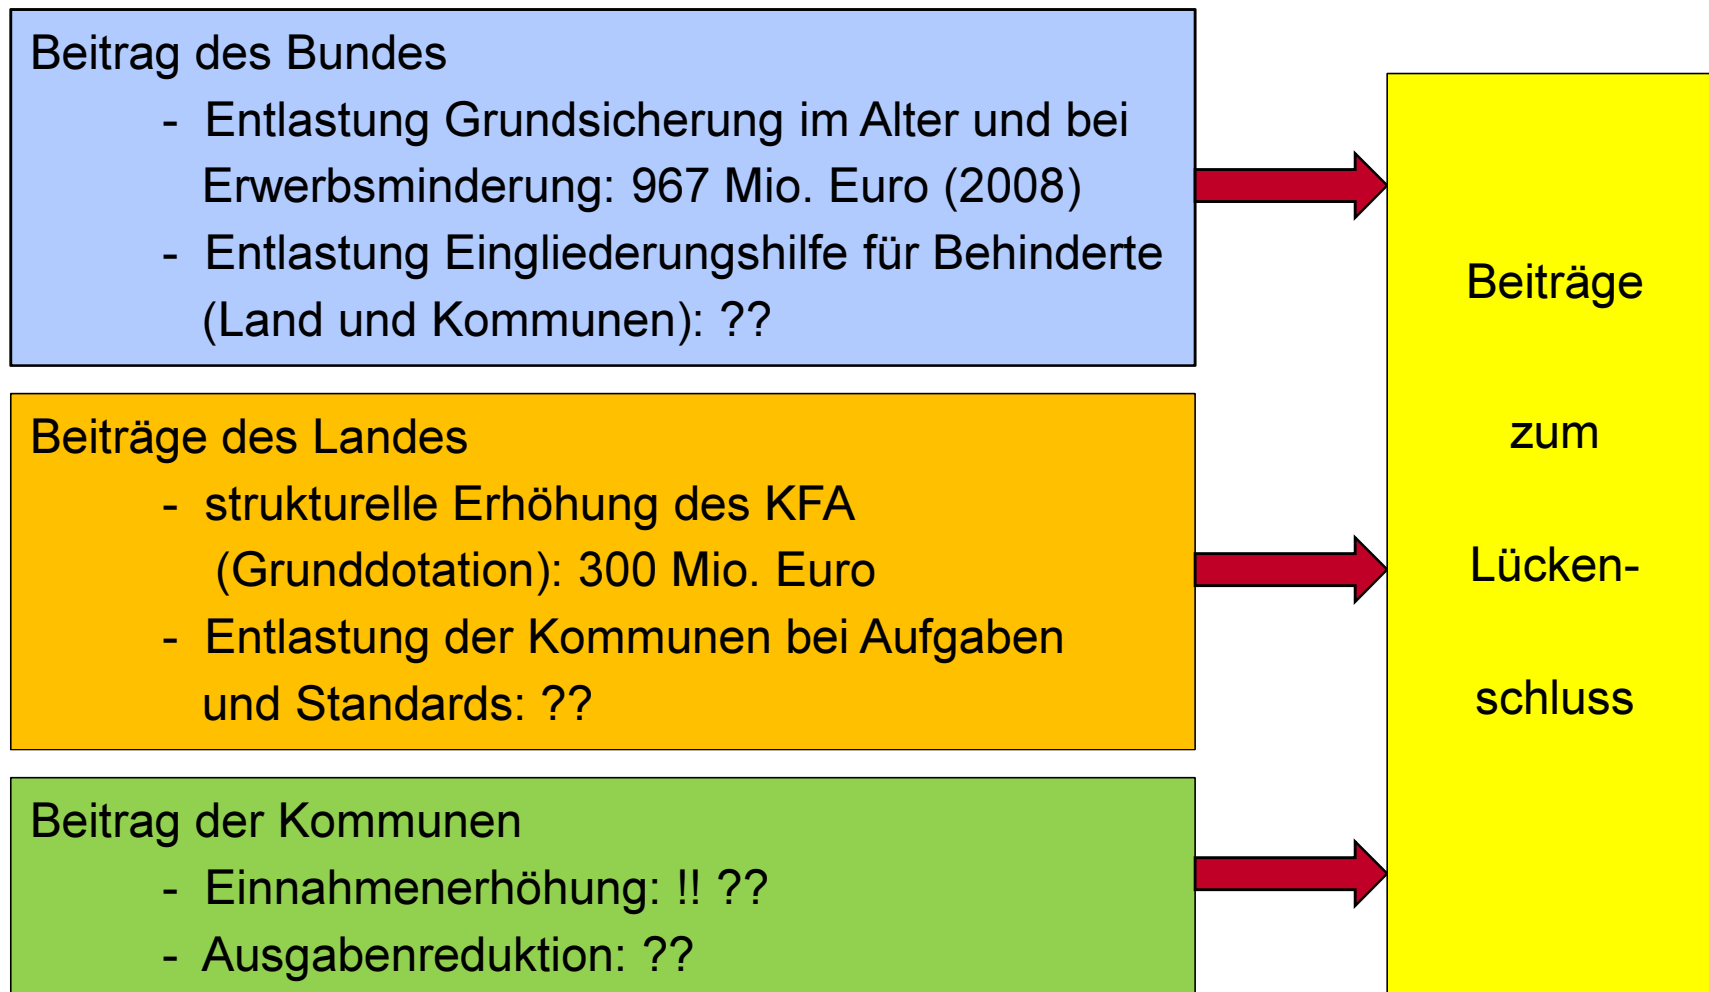 Beitrag des Bundes
- Entlastung Grundsicherung im Alter und bei
Erwerbsminderung: 967 Mio. Euro (2008)
- Entlastung Eingliederungshilfe für Behinderte
(Land und Kommunen): ??
Beiträge des Landes
- strukturelle Erhöhung des KFA
(Grunddotation): 300 Mio. Euro
- Entlastung der Kommunen bei Aufgaben
und Standards: ??
Beitrag der Kommunen
- Einnahmenerhöhung: !! ??
- Ausgabenreduktion: ??
Beiträge
zum
Lücken-
schluss